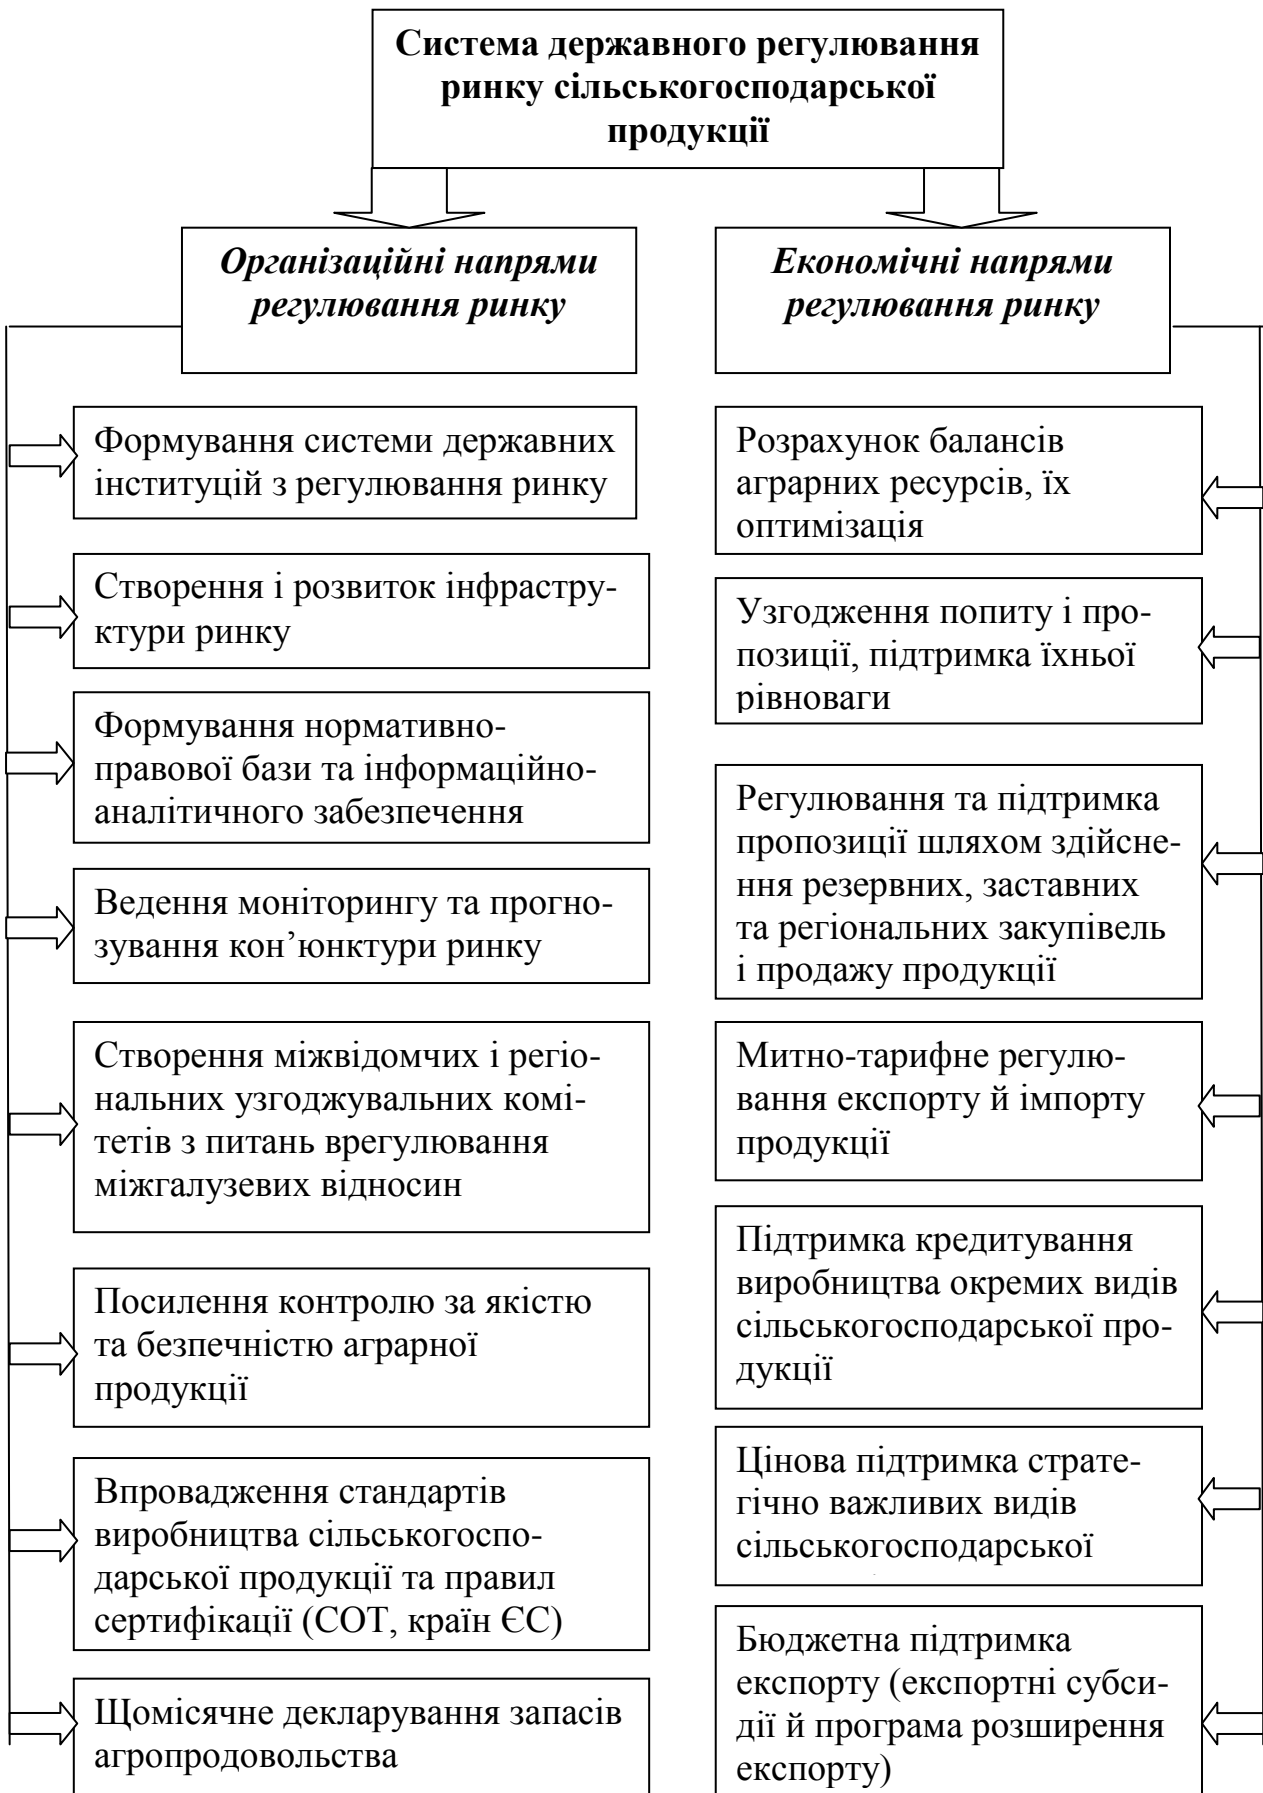 Система державного регулювання
ринку сільськогосподарської
продукції
Організаційні напрями
регулювання ринку
Формування системи державних
інституцій з регулювання ринку
Створення і розвиток інфрастру-
ктури ринку
Формування нормативно-
правової бази та інформаційно-
аналітичного забезпечення
Ведення моніторингу та прогно-
зування кон’юнктури ринку
Створення міжвідомчих і регіо-
нальних узгоджувальних комі-
тетів з питань врегулювання
міжгалузевих відносин
Посилення контролю за якістю
та безпечністю аграрної
продукції
Впровадження стандартів
виробництва сільськогоспо-
дарської продукції та правил
сертифікації (СОТ, країн ЄС)
Щомісячне декларування запасів
агропродовольства
Економічні напрями
регулювання ринку
Розрахунок балансів
аграрних ресурсів, їх
оптимізація
Узгодження попиту і про-
позиції, підтримка їхньої
рівноваги
Регулювання та підтримка
пропозиції шляхом здійсне-
ння резервних, заставних
та регіональних закупівель
і продажу продукції
Митно-тарифне регулю-
вання експорту й імпорту
продукції
Підтримка кредитування
виробництва окремих видів
сільськогосподарської про-
дукції
Цінова підтримка страте-
гічно важливих видів
сільськогосподарської
Бюджетна підтримка
експорту (експортні субси-
дії й програма розширення
експорту)